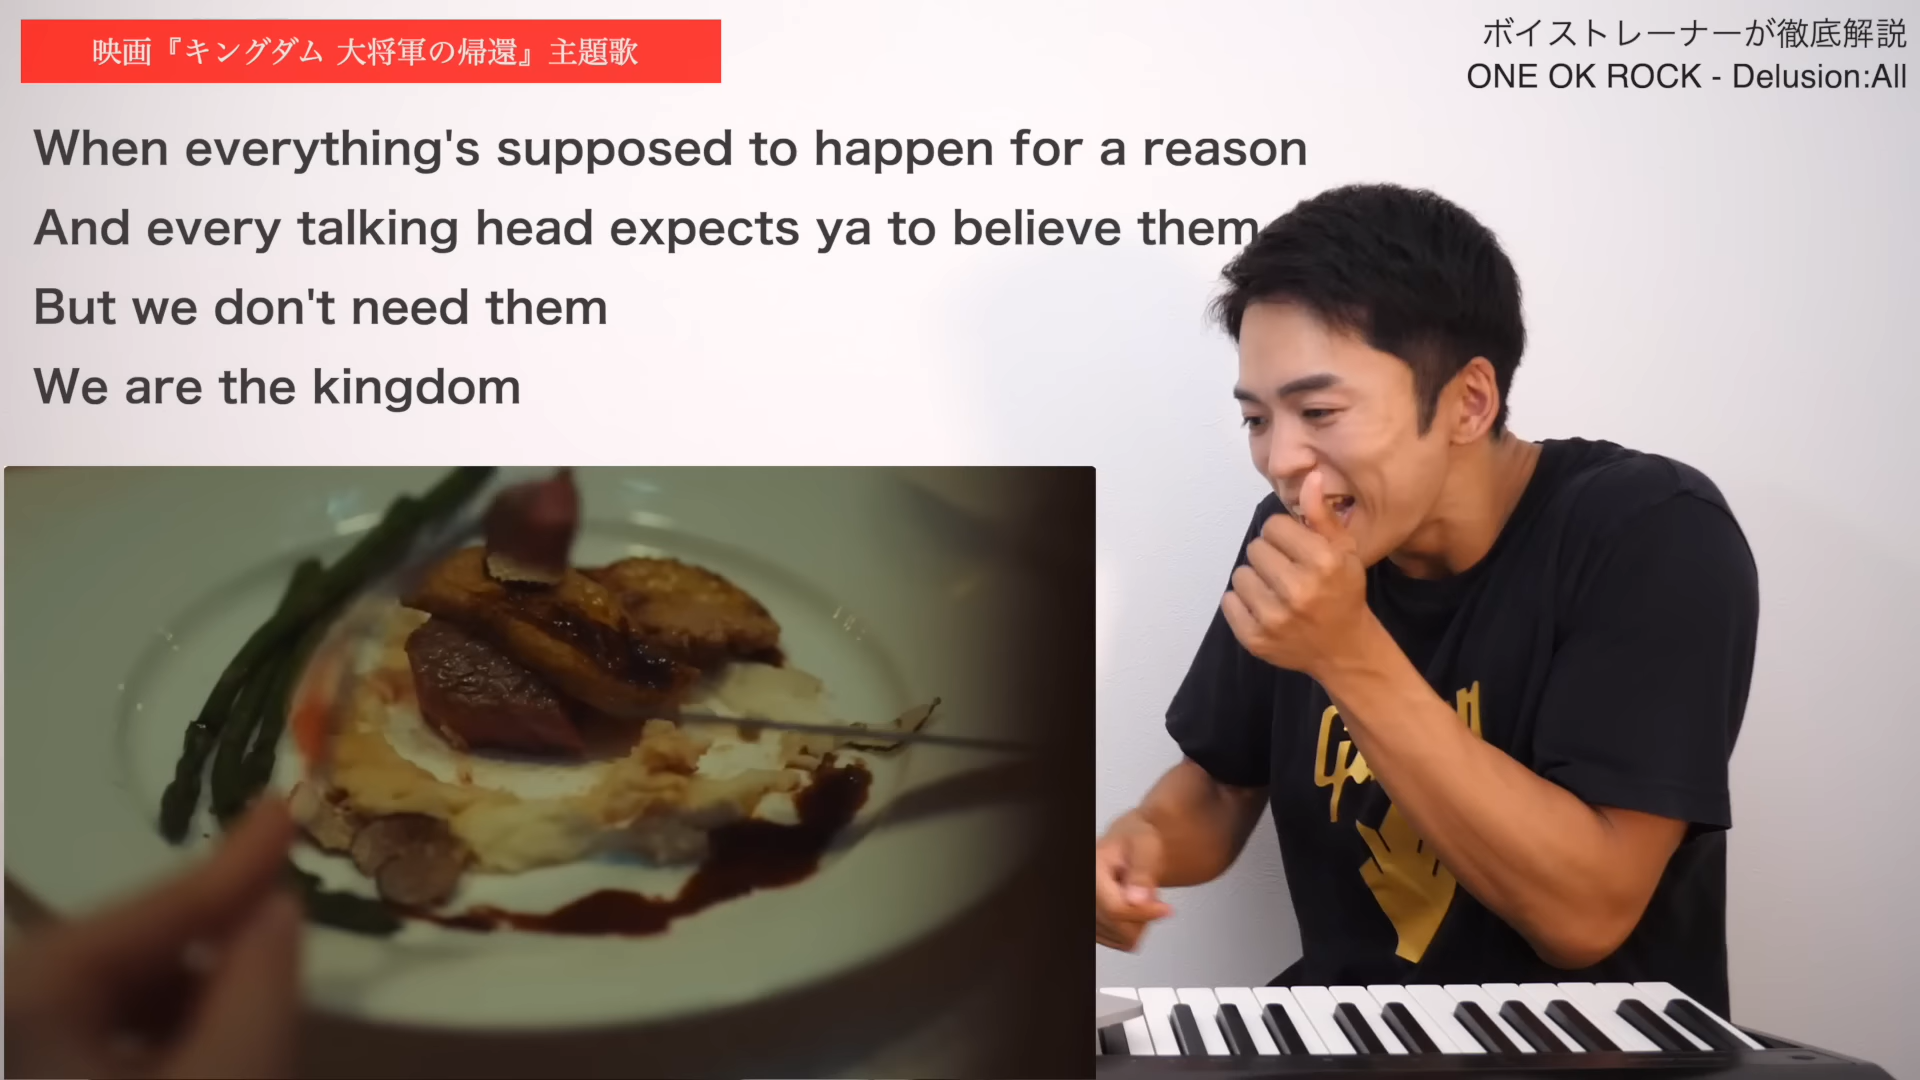 映画『キングダム 大将軍の帰還』主題歌
ボイストレーナーが徹底解説
ONE OK ROCK - Delusion:All
When everything's supposed to happen for a reason
And every talking head expects ya to believe them
But we don't need them
We are the kingdom